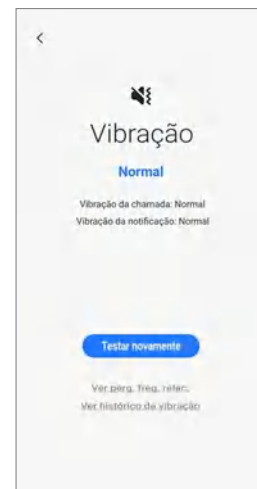 Vibração
Normal
Vibração da chamada: Normal
Vibração da notificação: Normal
Testar novamente
Ver perg. freq. relac.
Ver histórico de vibração